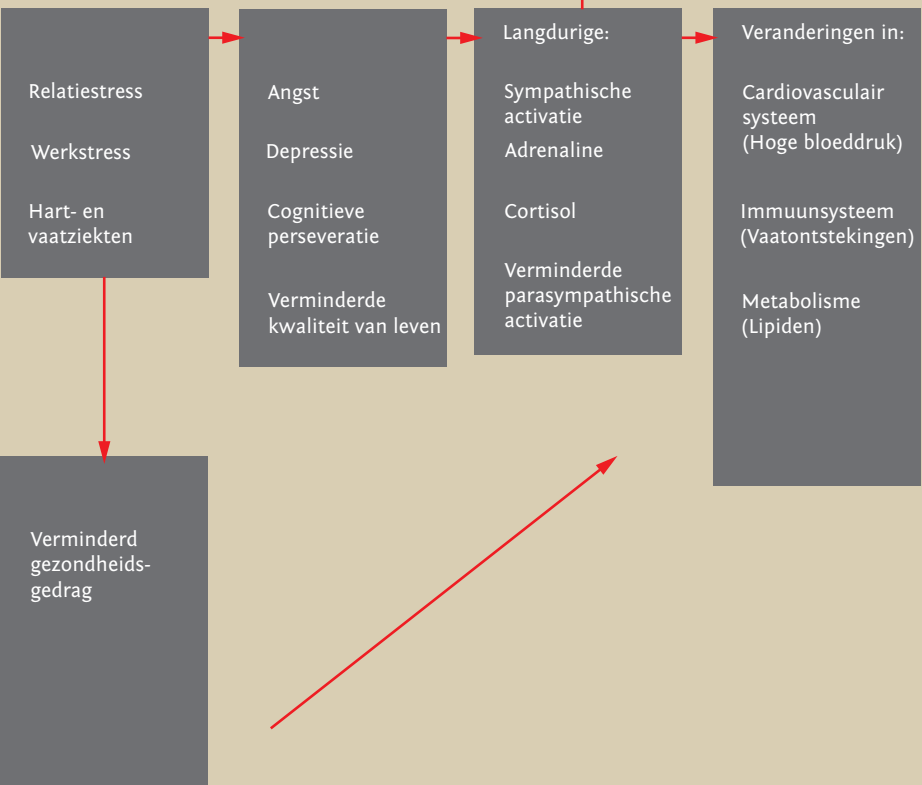 Relatiestress
Werkstress
Hart- en
vaatziekten
Angst
Depressie
Cognitieve
perseveratie
Verminderde
kwaliteit van leven
Langdurige:
Sympathische
activatie
Adrenaline
Cortisol
Verminderde
parasympathische
activatie
Veranderingen in:
Cardiovasculair
systeem
(Hoge bloeddruk)
Immuunsysteem
(Vaatontstekingen)
Metabolisme
(Lipiden)
Verminderd
gezondheids-
gedrag